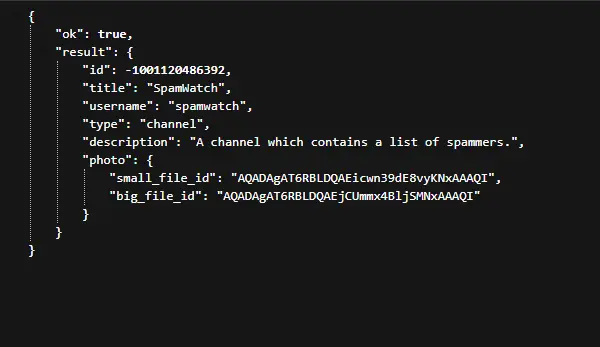 {
"ok": true,
"result": {
"id": -1001120486392,
"title": "SpamWatch",
"username": "spamwatch",
"type": "channel",
"description": "A channel which contains a list of spammers.",
"photo": {
"small_file_id": "AQADAgAT6RBLDQAEicwn39dE8vyKNxAAAQI",
"big_file_id": "AQADAgAT6RBLDQAEjCUmmx4BljSMNxAAAQI"
}
}
}